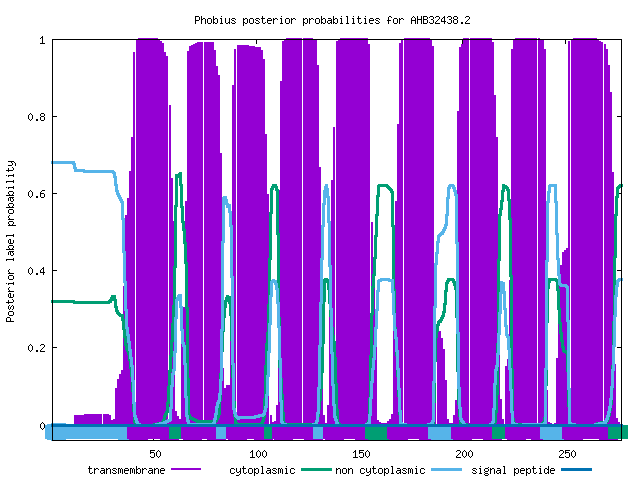 Phobius posterior probabilities for AHB32438.2
Posterior label probability
1
0.8
0.6
0.4
0.2
0
50 100 150 200 250
transmembrane cytoplasmic non cytoplasmic signal peptide